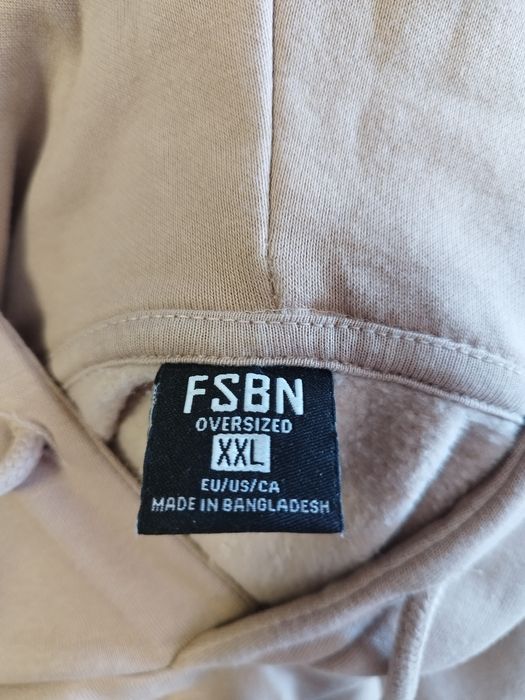 FSBN
OVERSIZED
XXL
EU/US/CA
MADE IN BANGLADESH